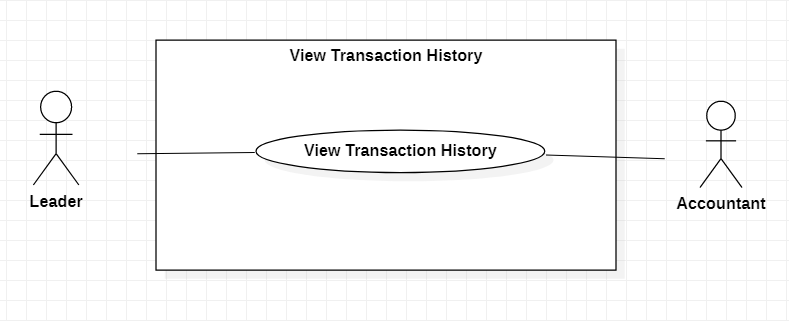 View Transaction History
View Transaction History
Leader
Accountant